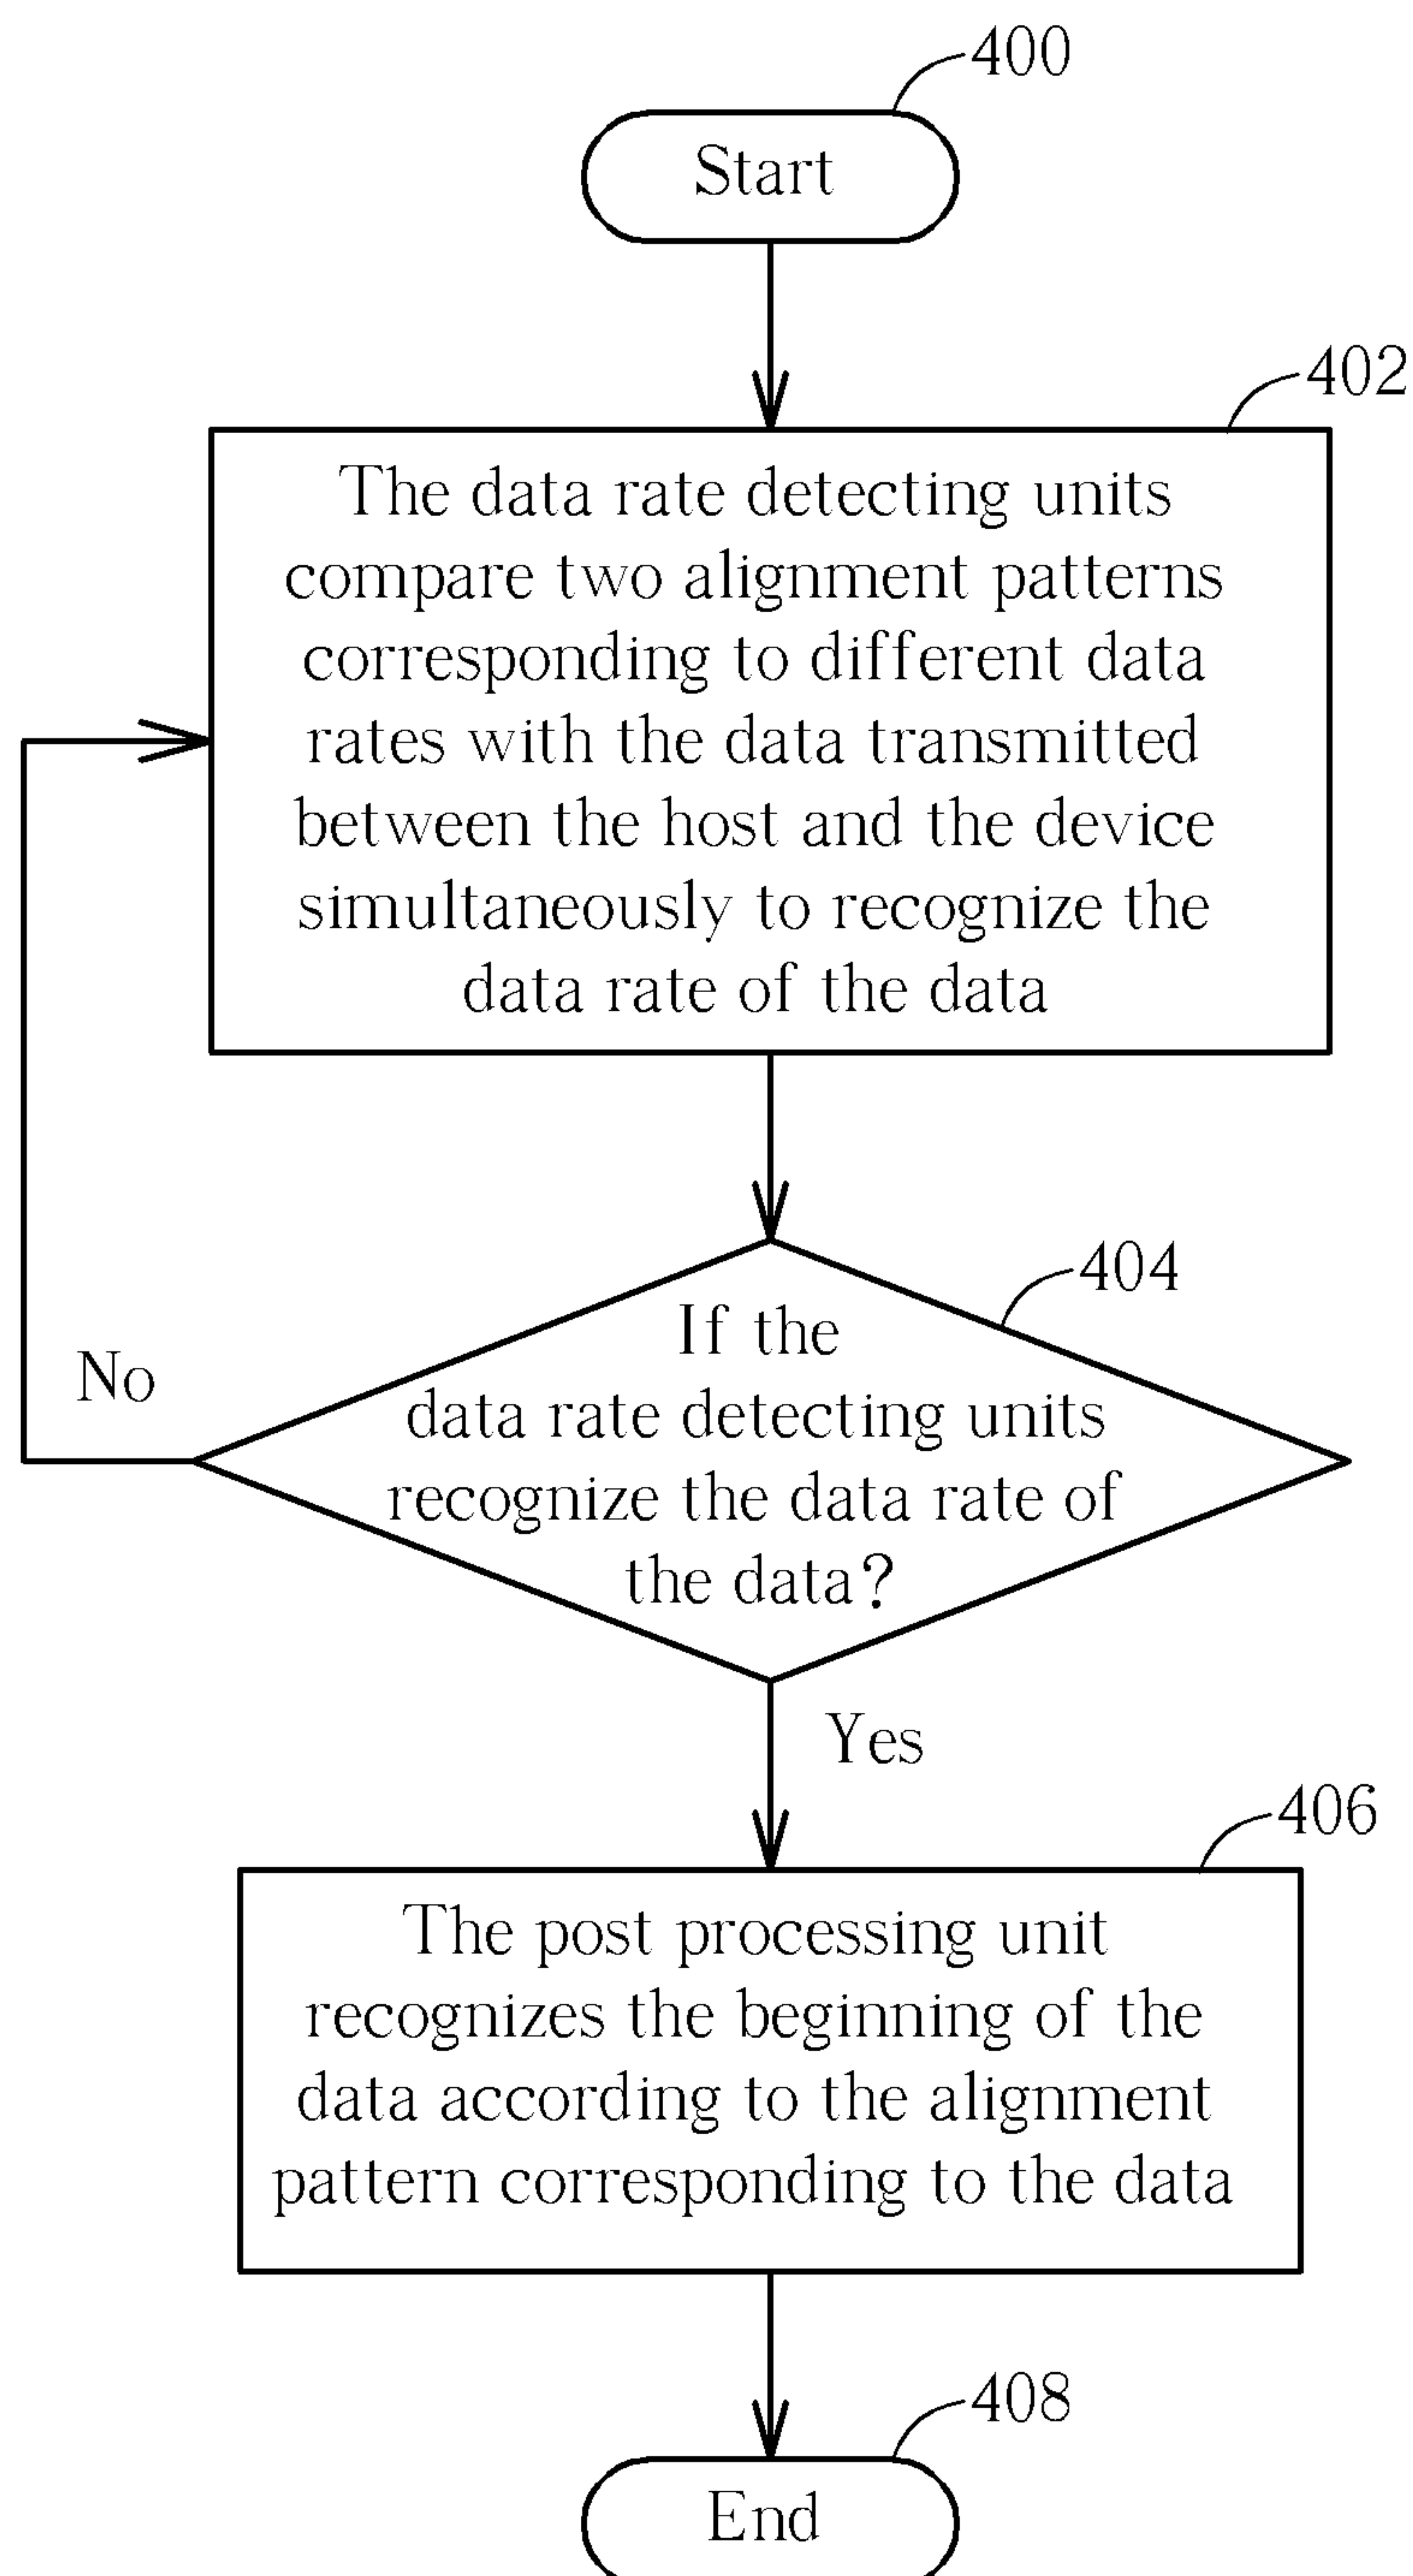 400
Start
402
The data rate detecting units
compare two alignment patterns
corresponding to different data
rates with the data transmitted
between the host and the device
simultaneously to recognize the
data rate of the data
404
If the
data rate detecting units
recognize the data rate of
the data?
No
Yes
406
The post processing unit
recognizes the beginning of the
data according to the alignment
pattern corresponding to the data
408
End